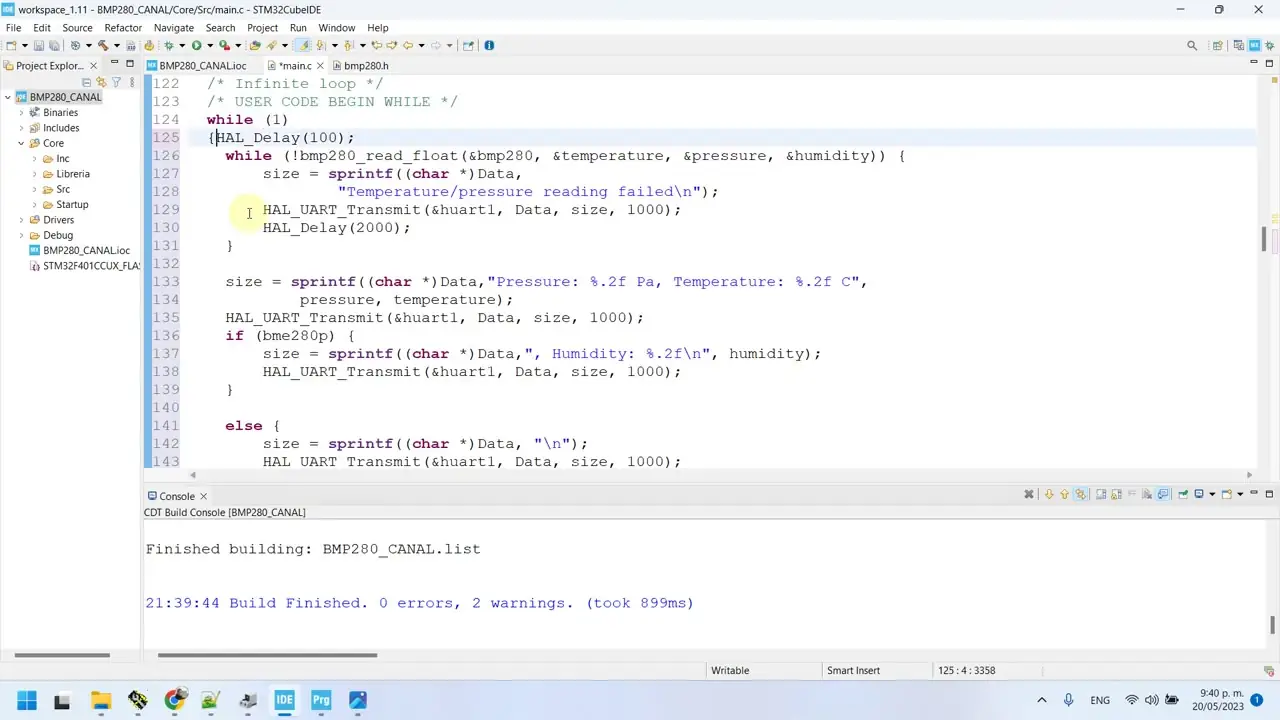 workspace_1.11 - BMP280_CANAL/Core/Src/main.c - STM32CubeIDE
File Edit Source Refactor Navigate Search Project Run Window Help
Project Explor...
BMP280_CANAL.ioc
*main.c
bmp280.h
BMP280_CANAL
Binaries
Includes
Core
Inc
Libreria
Src
Startup
Drivers
Debug
BMP280_CANAL.ioc
STM32F401CCUX_FLA
122 /* Infinite loop */
123 /* USER CODE BEGIN WHILE */
124 while (1)
125 {HAL_Delay(100);
126 while (!bmp280_read_float(&bmp280, &temperature, &pressure, &humidity)) {
127 size = sprintf((char *)Data,
128 "Temperature/pressure reading failed\n");
129 HAL_UART_Transmit(&huart1, Data, size, 1000);
130 HAL_Delay(2000);
131 }
132
133 size = sprintf((char *)Data,"Pressure: %.2f Pa, Temperature: %.2f C",
134 pressure, temperature);
135 HAL_UART_Transmit(&huart1, Data, size, 1000);
136 if (bme280p) {
137 size = sprintf((char *)Data,", Humidity: %.2f\n", humidity);
138 HAL_UART_Transmit(&huart1, Data, size, 1000);
139 }
140
141 else {
142 size = sprintf((char *)Data, "\n");
143 HAL_UART_Transmit(&huart1, Data, size, 1000);
Console
CDT Build Console [BMP280_CANAL]
Finished building: BMP280_CANAL.list
21:39:44 Build Finished. 0 errors, 2 warnings. (took 899ms)
Writable
Smart Insert
125 : 4 : 3358
IDE
Prg
ENG
9:40 p. m.
20/05/2023
1